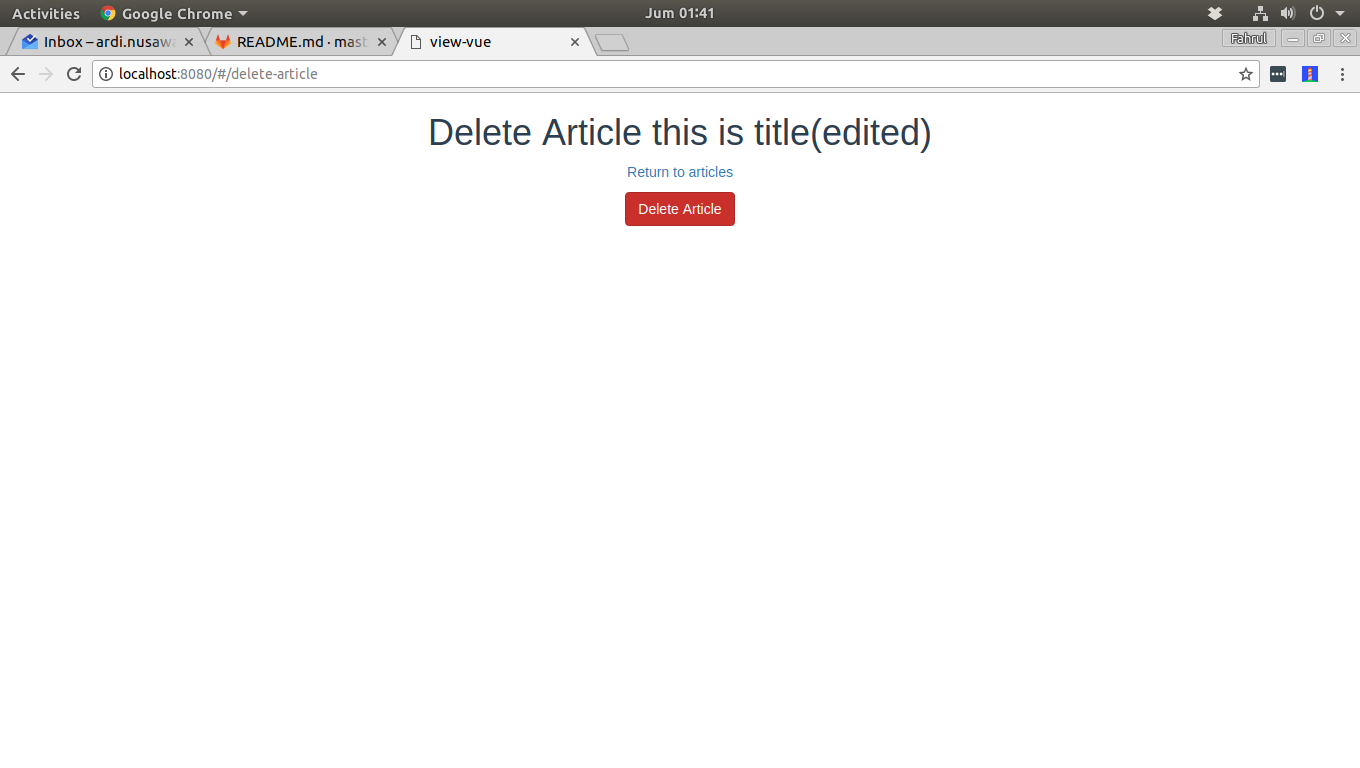 Activities Google Chrome Jum 01:41
Inbox – ardi.nusaw README.md · mast view-vue Fahrul
localhost:8080/#/delete-article
Delete Article this is title(edited)
Return to articles
Delete Article